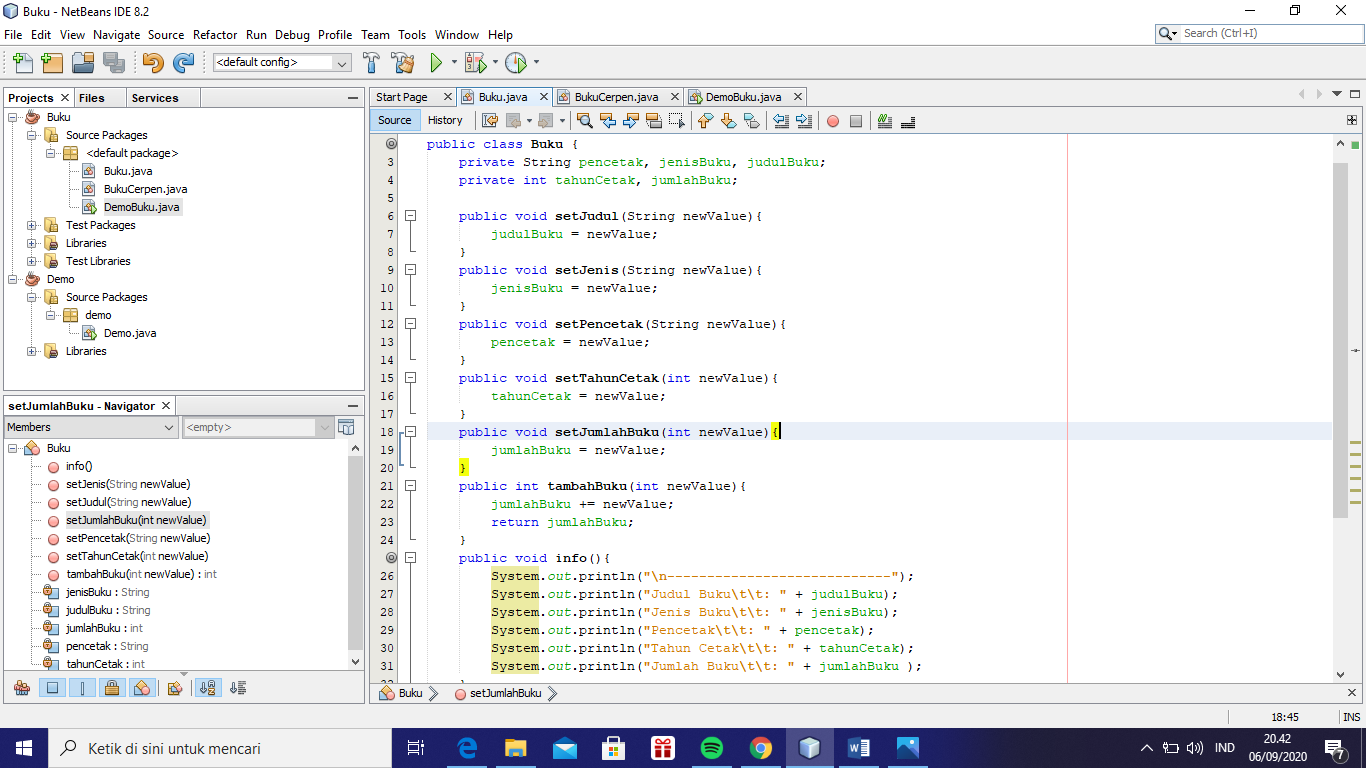 Buku - NetBeans IDE 8.2
File Edit View Navigate Source Refactor Run Debug Profile Team Tools Window Help
Search (Ctrl+I)
<default config>
Projects Files Services
Buku
Source Packages
<default package>
Buku.java
BukuCerpen.java
DemoBuku.java
Test Packages
Libraries
Test Libraries
Demo
Source Packages
demo
Demo.java
Libraries
setJumlahBuku - Navigator
Members <empty>
Buku
info()
setJenis(String newValue)
setJudul(String newValue)
setJumlahBuku(int newValue)
setPencetak(String newValue)
setTahunCetak(int newValue)
tambahBuku(int newValue) : int
jenisBuku : String
judulBuku : String
jumlahBuku : int
pencetak : String
tahunCetak : int
Start Page Buku.java BukuCerpen.java DemoBuku.java
Source History
public class Buku {
3 private String pencetak, jenisBuku, judulBuku;
4 private int tahunCetak, jumlahBuku;
5
6 public void setJudul(String newValue){
7 judulBuku = newValue;
8 }
9 public void setJenis(String newValue){
10 jenisBuku = newValue;
11 }
12 public void setPencetak(String newValue){
13 pencetak = newValue;
14 }
15 public void setTahunCetak(int newValue){
16 tahunCetak = newValue;
17 }
18 public void setJumlahBuku(int newValue){
19 jumlahBuku = newValue;
20 }
21 public int tambahBuku(int newValue){
22 jumlahBuku += newValue;
23 return jumlahBuku;
24 }
public void info(){
26 System.out.println("\n----------------------------");
27 System.out.println("Judul Buku\t\t: " + judulBuku);
28 System.out.println("Jenis Buku\t\t: " + jenisBuku);
29 System.out.println("Pencetak\t\t: " + pencetak);
30 System.out.println("Tahun Cetak\t\t: " + tahunCetak);
31 System.out.println("Jumlah Buku\t\t: " + jumlahBuku );
Buku setJumlahBuku
18:45 INS
Ketik di sini untuk mencari
IND
20.42
06/09/2020
7